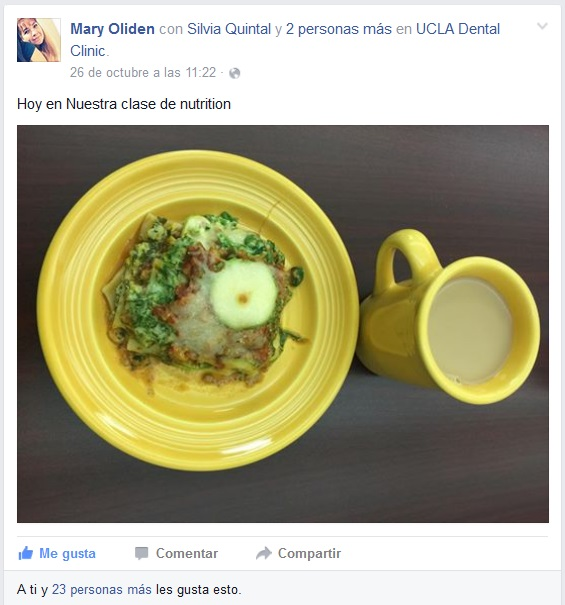 Mary Oliden con Silvia Quintal y 2 personas más en UCLA Dental
Clinic.
26 de octubre a las 11:22 ·
Hoy en Nuestra clase de nutrition
Me gusta Comentar Compartir
A ti y 23 personas más les gusta esto.